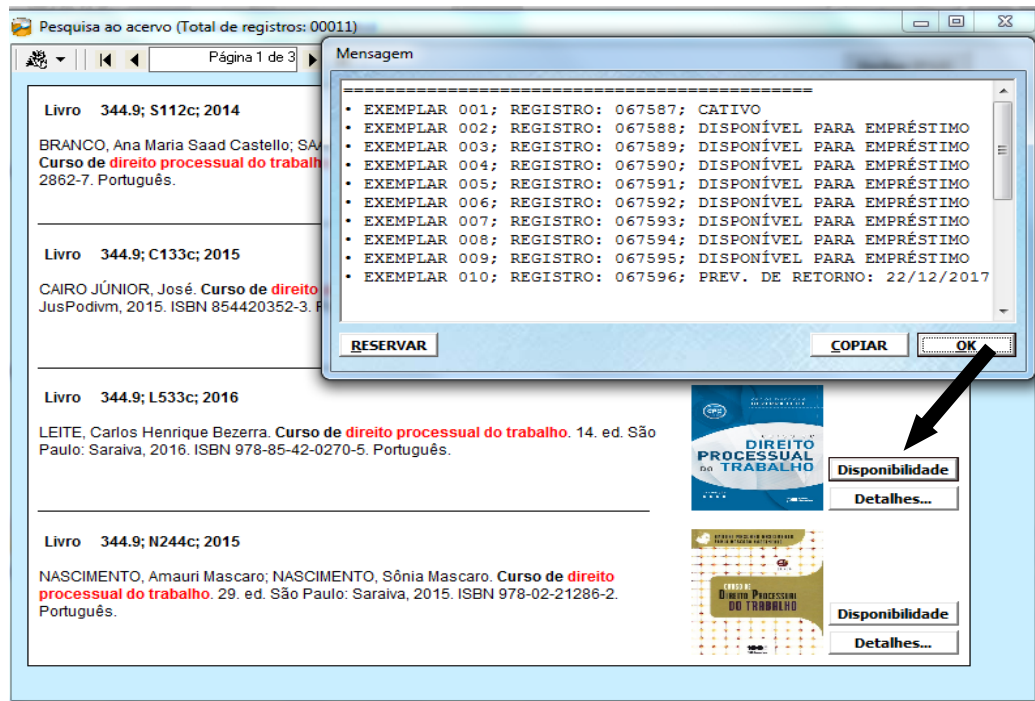 Pesquisa ao acervo (Total de registros: 00011)
Página 1 de 3
Mensagem
==================================================
• EXEMPLAR 001; REGISTRO: 067587; CATIVO
• EXEMPLAR 002; REGISTRO: 067588; DISPONÍVEL PARA EMPRÉSTIMO
• EXEMPLAR 003; REGISTRO: 067589; DISPONÍVEL PARA EMPRÉSTIMO
• EXEMPLAR 004; REGISTRO: 067590; DISPONÍVEL PARA EMPRÉSTIMO
• EXEMPLAR 005; REGISTRO: 067591; DISPONÍVEL PARA EMPRÉSTIMO
• EXEMPLAR 006; REGISTRO: 067592; DISPONÍVEL PARA EMPRÉSTIMO
• EXEMPLAR 007; REGISTRO: 067593; DISPONÍVEL PARA EMPRÉSTIMO
• EXEMPLAR 008; REGISTRO: 067594; DISPONÍVEL PARA EMPRÉSTIMO
• EXEMPLAR 009; REGISTRO: 067595; DISPONÍVEL PARA EMPRÉSTIMO
• EXEMPLAR 010; REGISTRO: 067596; PREV. DE RETORNO: 22/12/2017
RESERVAR
COPIAR
OK
Livro 344.9; S112c; 2014
BRANCO, Ana Maria Saad Castello;
Curso de direito processual do
2862-7. Português.
Livro 344.9; C133c; 2015
CAIRO JÚNIOR, José. Curso de direito
JusPodivm, 2015. ISBN 854420352-3.
Livro 344.9; L533c; 2016
LEITE, Carlos Henrique Bezerra. Curso de direito processual do trabalho. 14. ed. São
Paulo: Saraiva, 2016. ISBN 978-85-42-0270-5. Português.
DIREITO
PROCESSUAL
DO TRABALHO
Disponibilidade
Detalhes...
Livro 344.9; N244c; 2015
NASCIMENTO, Amauri Mascaro; NASCIMENTO, Sônia Mascaro. Curso de direito
processual do trabalho. 29. ed. São Paulo: Saraiva, 2015. ISBN 978-02-21286-2.
Português.
CURSO DE
DIREITO PROCESSUAL
DO TRABALHO
Disponibilidade
Detalhes...